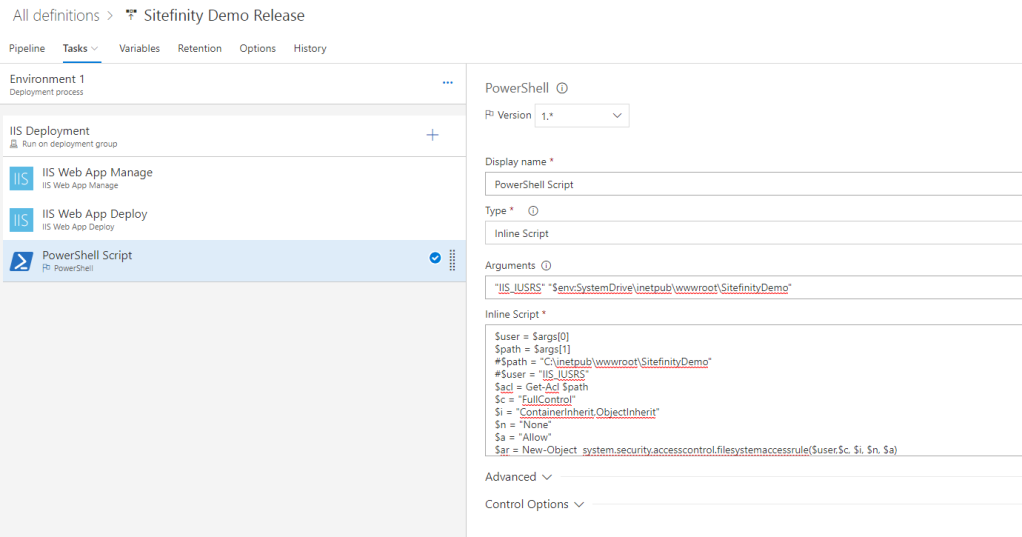 All definitions > Sitefinity Demo Release
Pipeline Tasks Variables Retention Options History
Environment 1
Deployment process
IIS Deployment
Run on deployment group
IIS IIS Web App Manage
IIS Web App Manage
IIS IIS Web App Deploy
IIS Web App Deploy
PowerShell Script
PowerShell
PowerShell
Version 1.*
Display name *
PowerShell Script
Type *
Inline Script
Arguments
"IIS_IUSRS" "$env:SystemDrive\inetpub\wwwroot\SitefinityDemo"
Inline Script *
$user = $args[0]
$path = $args[1]
#$path = "C:\inetpub\wwwroot\SitefinityDemo"
#$user = "IIS_IUSRS"
$acl = Get-Acl $path
$c = "FullControl"
$i = "ContainerInherit,ObjectInherit"
$n = "None"
$a = "Allow"
$ar = New-Object system.security.accesscontrol.filesystemaccessrule($user,$c, $i, $n, $a)
Advanced
Control Options